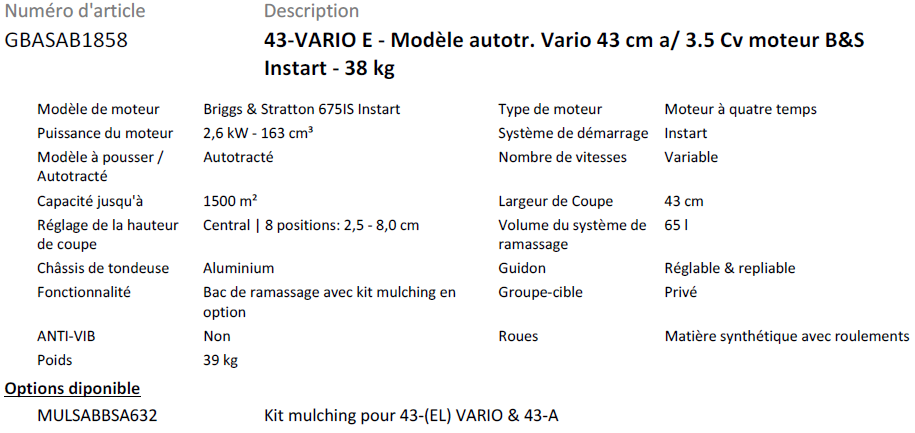 Numéro d'article Description
GBASAB1858 43-VARIO E - Modèle autotr. Vario 43 cm a/ 3.5 Cv moteur B&S
Instart - 38 kg
Modèle de moteur Briggs & Stratton 675IS Instart Type de moteur Moteur à quatre temps
Puissance du moteur 2,6 kW - 163 cm³ Système de démarrage Instart
Modèle à pousser / Autotracté Nombre de vitesses Variable
Autotracté
Capacité jusqu'à 1500 m² Largeur de Coupe 43 cm
Réglage de la hauteur Central | 8 positions: 2,5 - 8,0 cm Volume du système de 65 l
de coupe ramassage
Châssis de tondeuse Aluminium Guidon Réglable & repliable
Fonctionnalité Bac de ramassage avec kit mulching en Groupe-cible Privé
option
ANTI-VIB Non Roues Matière synthétique avec roulements
Poids 39 kg
Options diponible
MULSABBSA632 Kit mulching pour 43-(EL) VARIO & 43-A